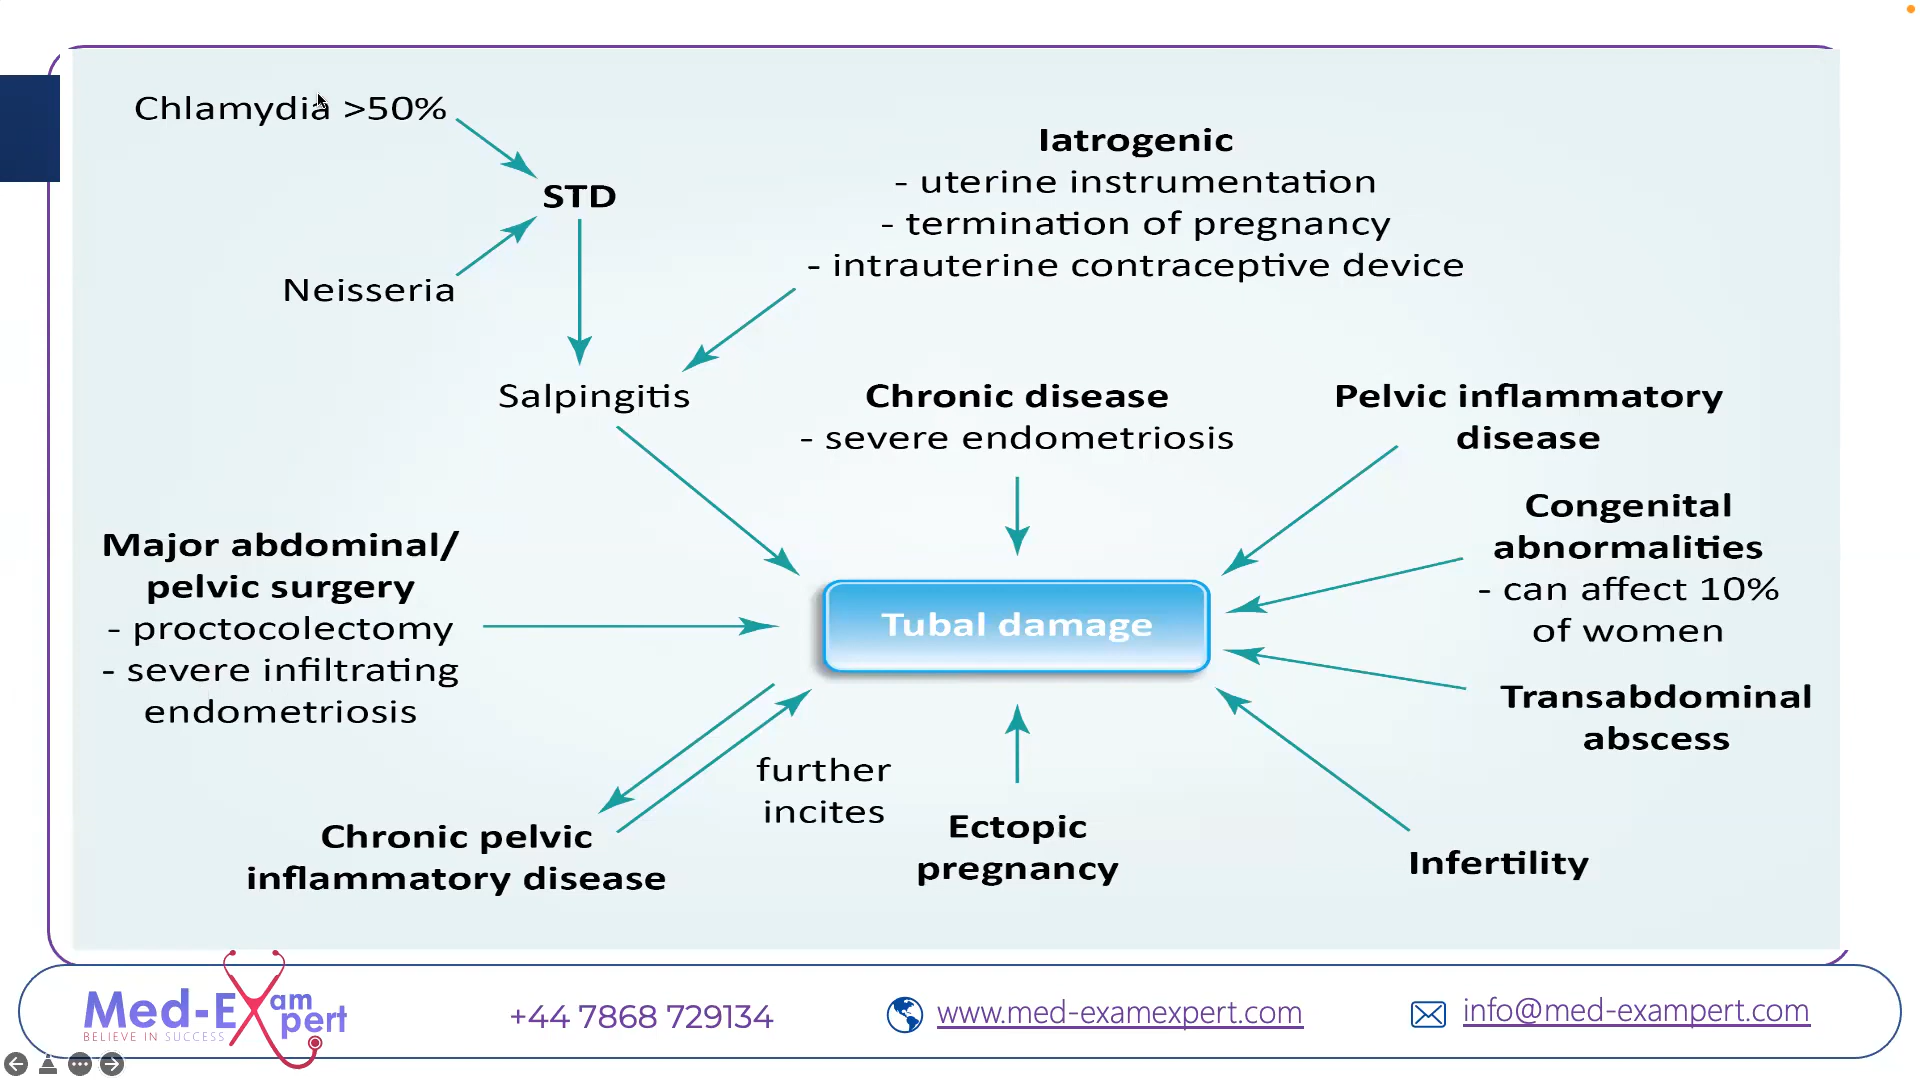 Chlamydia >50%
STD
Neisseria
Iatrogenic
- uterine instrumentation
- termination of pregnancy
- intrauterine contraceptive device
Salpingitis
Chronic disease
- severe endometriosis
Pelvic inflammatory
disease
Congenital
abnormalities
- can affect 10%
of women
Major abdominal/
pelvic surgery
- proctocolectomy
- severe infiltrating
endometriosis
Tubal damage
Transabdominal
abscess
further
incites
Chronic pelvic
inflammatory disease
Ectopic
pregnancy
Infertility
Med-Exam
pert
BELIEVE IN SUCCESS
+44 7868 729134
www.med-examexpert.com
info@med-exampert.com